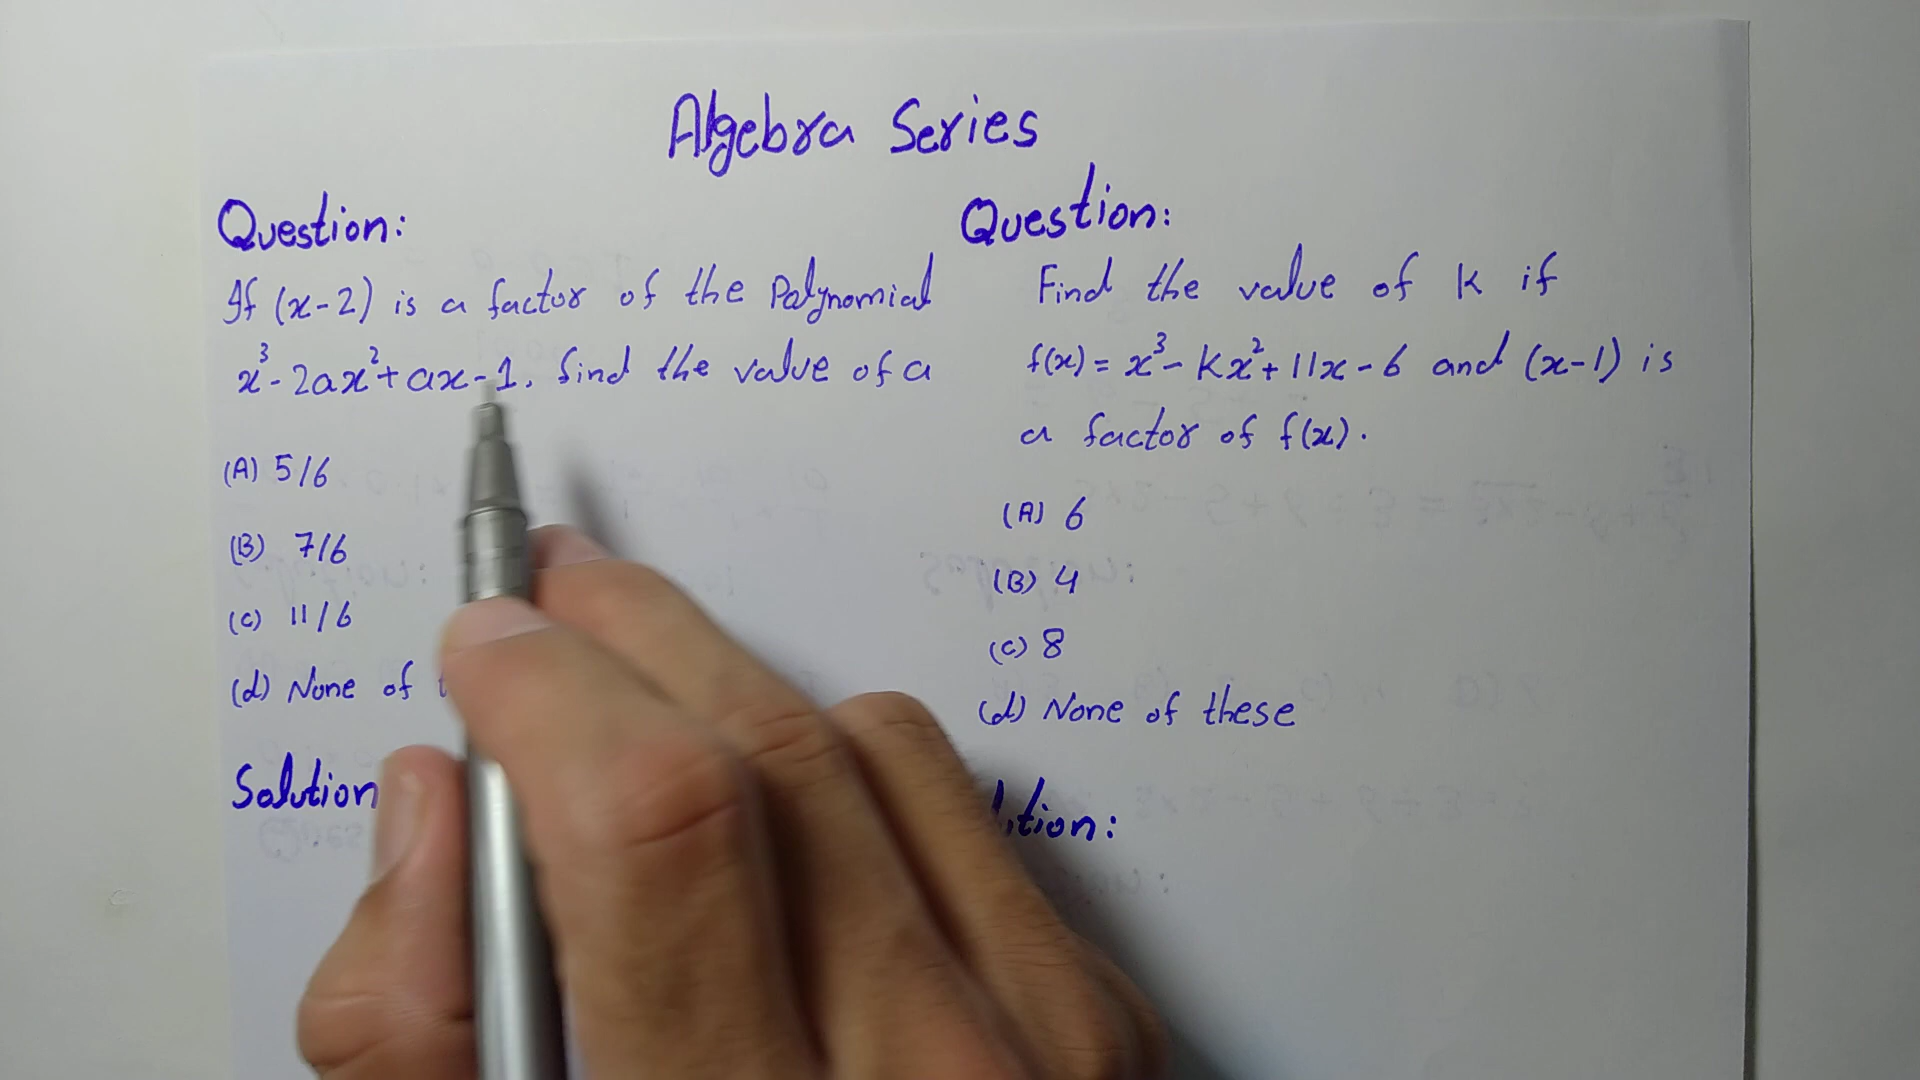 Algebra Series
Question:
If (x-2) is a factor of the Polynomial
x³-2ax²+ax-1, find the value of a
(A) 5/6
(B) 7/6
(C) 11/6
(d) None of
Solution
Question:
Find the value of k if
f(x) = x³- kx²+ 11x - 6 and (x-1) is
a factor of f(x).
(A) 6
(B) 4
(C) 8
(d) None of these